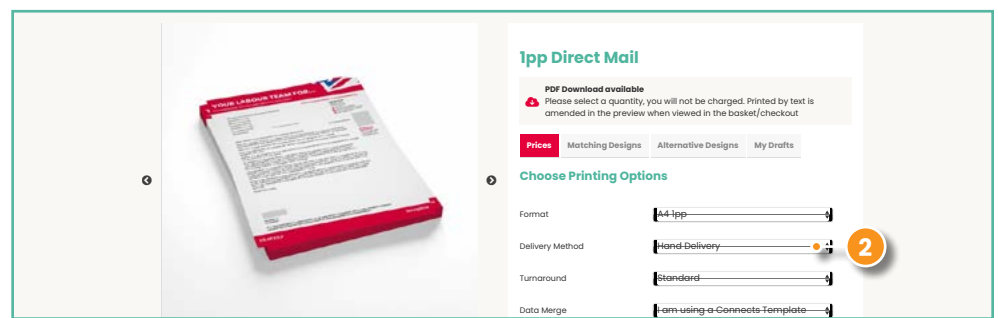 YOUR LABOUR TEAM FOR...
1pp Direct Mail
PDF Download available
Please select a quantity, you will not be charged. Printed by text is
amended in the preview when viewed in the basket/checkout
Prices Matching Designs Alternative Designs My Drafts
Choose Printing Options
Format A4 1pp
Delivery Method Hand Delivery
2
Turnaround Standard
Data Merge I am using a Connects Template